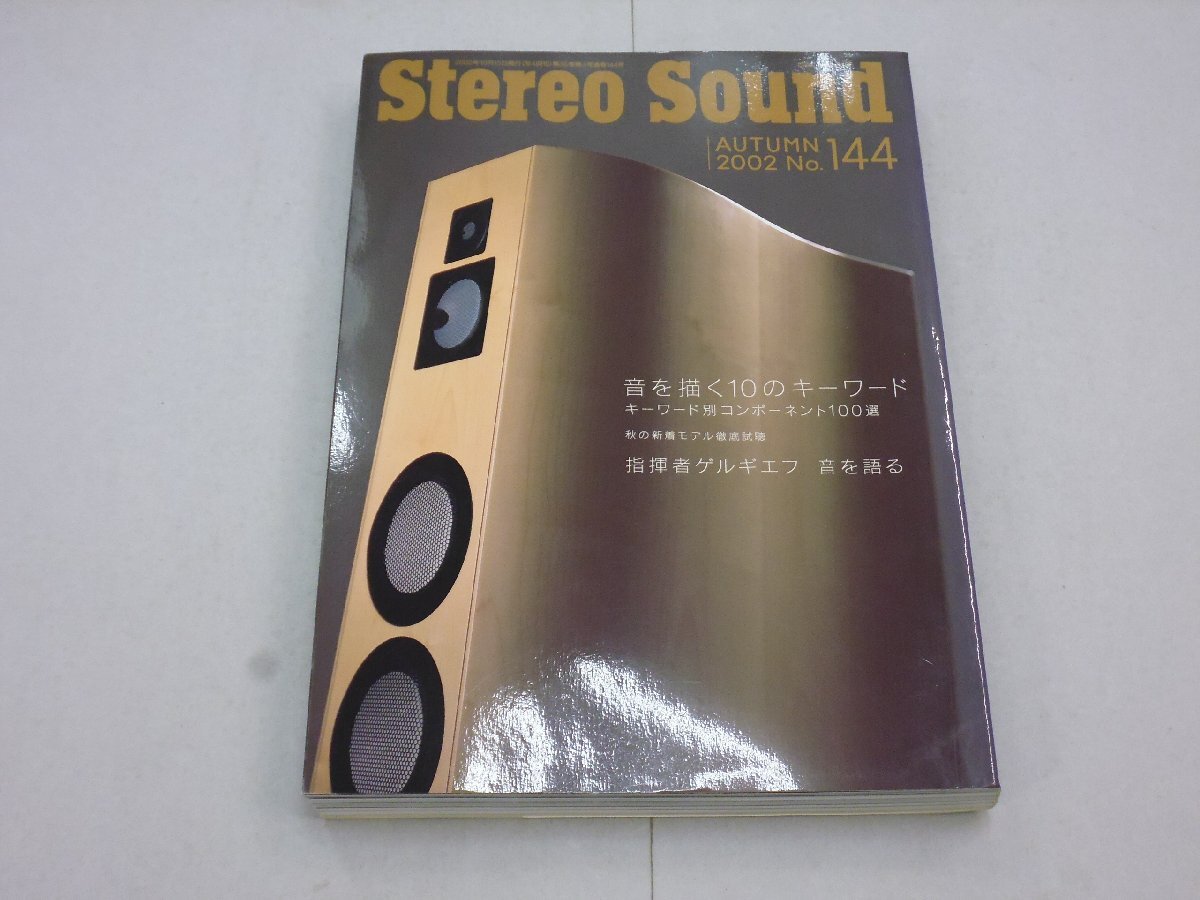 Stereo Sound
AUTUMN
2002 No.144
音を描く10のキーワード
キーワード別コンポーネント100選
秋の新着モデル徹底試聴
指揮者ゲルギエフ 音を語る